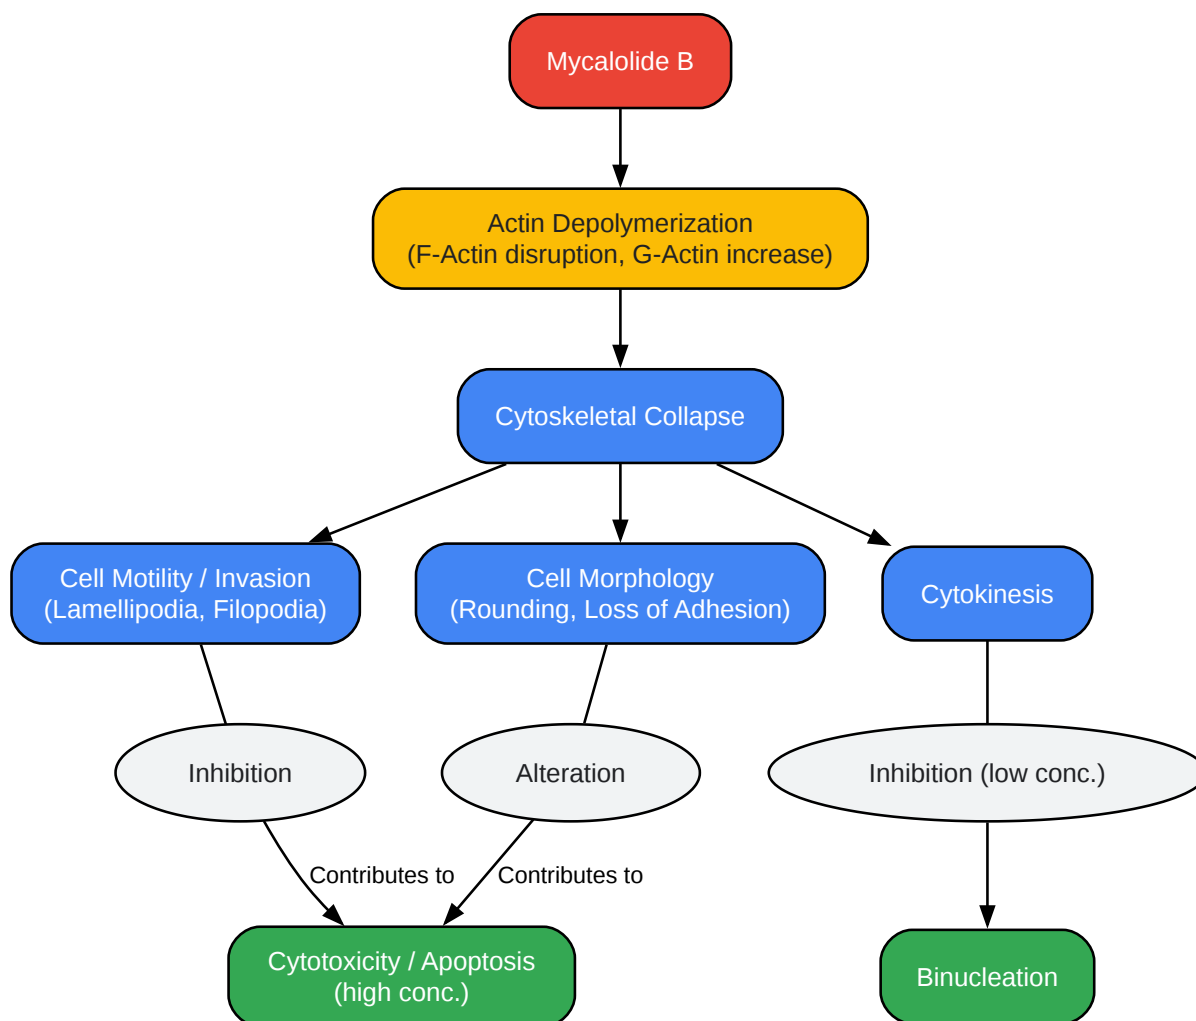 Mycalolide B
Actin Depolymerization
(F-Actin disruption, G-Actin increase)
Cytoskeletal Collapse
Cell Motility / Invasion
(Lamellipodia, Filopodia)
Cell Morphology
(Rounding, Loss of Adhesion)
Cytokinesis
Inhibition
Alteration
Inhibition (low conc.)
Contributes to
Contributes to
Cytotoxicity / Apoptosis
(high conc.)
Binucleation